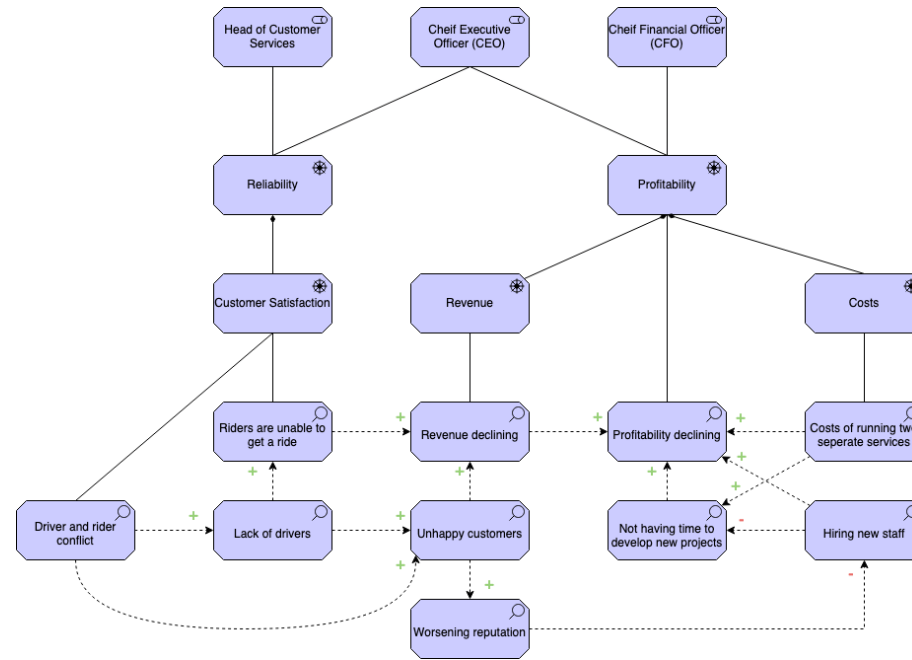 Head of Customer
Services
Cheif Executive
Officer (CEO)
Cheif Financial Officer
(CFO)
Reliability
Profitability
Customer Satisfaction
Revenue
Costs
Riders are unable to
get a ride
+
Revenue declining
+
Profitability declining
+
Costs of running two
seperate services
+
+
+
+
Driver and rider
conflict
+
Lack of drivers
+
Unhappy customers
Not having time to
develop new projects
-
Hiring new staff
+
+
-
Worsening reputation